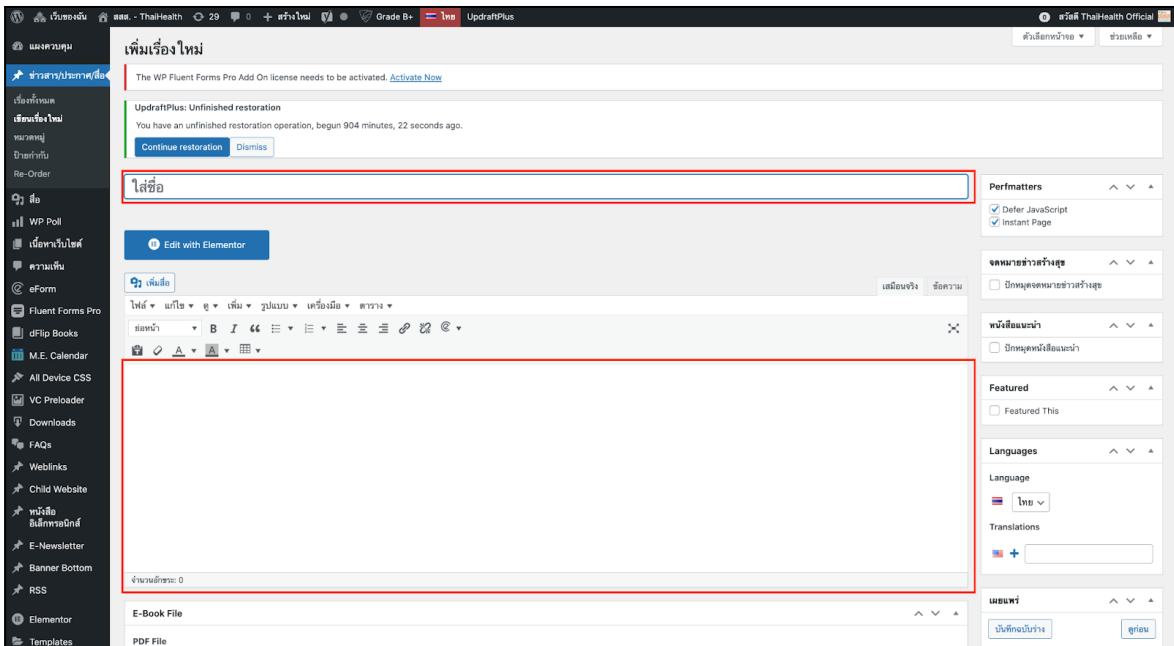 เว็บของฉัน สสส. - ThaiHealth 29 0 + สร้างใหม่ Grade B+ ไทย UpdraftPlus 0 สวัสดี ThaiHealth Official
ตัวเลือกหน้าจอ ช่วยเหลือ
แผงควบคุม
ข่าวสาร/ประกาศ/สื่อ
เรื่องทั้งหมด
เขียนเรื่องใหม่
หมวดหมู่
ป้ายกำกับ
Re-Order
สื่อ
WP Poll
เนื้อหาเว็บไซต์
ความเห็น
eForm
Fluent Forms Pro
dFlip Books
M.E. Calendar
All Device CSS
VC Preloader
Downloads
FAQs
Weblinks
Child Website
หนังสือ
อิเล็กทรอนิกส์
E-Newsletter
Banner Bottom
RSS
Elementor
Templates
เพิ่มเรื่องใหม่
The WP Fluent Forms Pro Add On license needs to be activated. Activate Now
UpdraftPlus: Unfinished restoration
You have an unfinished restoration operation, begun 904 minutes, 22 seconds ago.
Continue restoration Dismiss
ใส่ชื่อ
Edit with Elementor
เพิ่มสื่อ
เสมือนจริง ข้อความ
ไฟล์ แก้ไข ดู เพิ่ม รูปแบบ เครื่องมือ ตาราง
ย่อหน้า B I
A A
จำนวนอักขระ: 0
E-Book File
PDF File
Perfmatters
Defer JavaScript
Instant Page
จดหมายข่าวสร้างสุข
ปักหมุดจดหมายข่าวสร้างสุข
หนังสือแนะนำ
ปักหมุดหนังสือแนะนำ
Featured
Featured This
Languages
Language
ไทย
Translations
เผยแพร่
บันทึกฉบับร่าง ดูก่อน